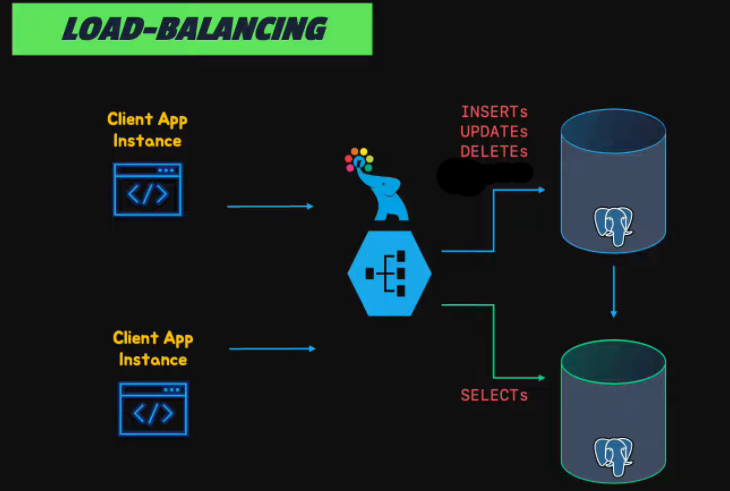 LOAD-BALANCING
Client App
Instance
INSERTs
UPDATEs
DELETEs
Client App
Instance
SELECTs